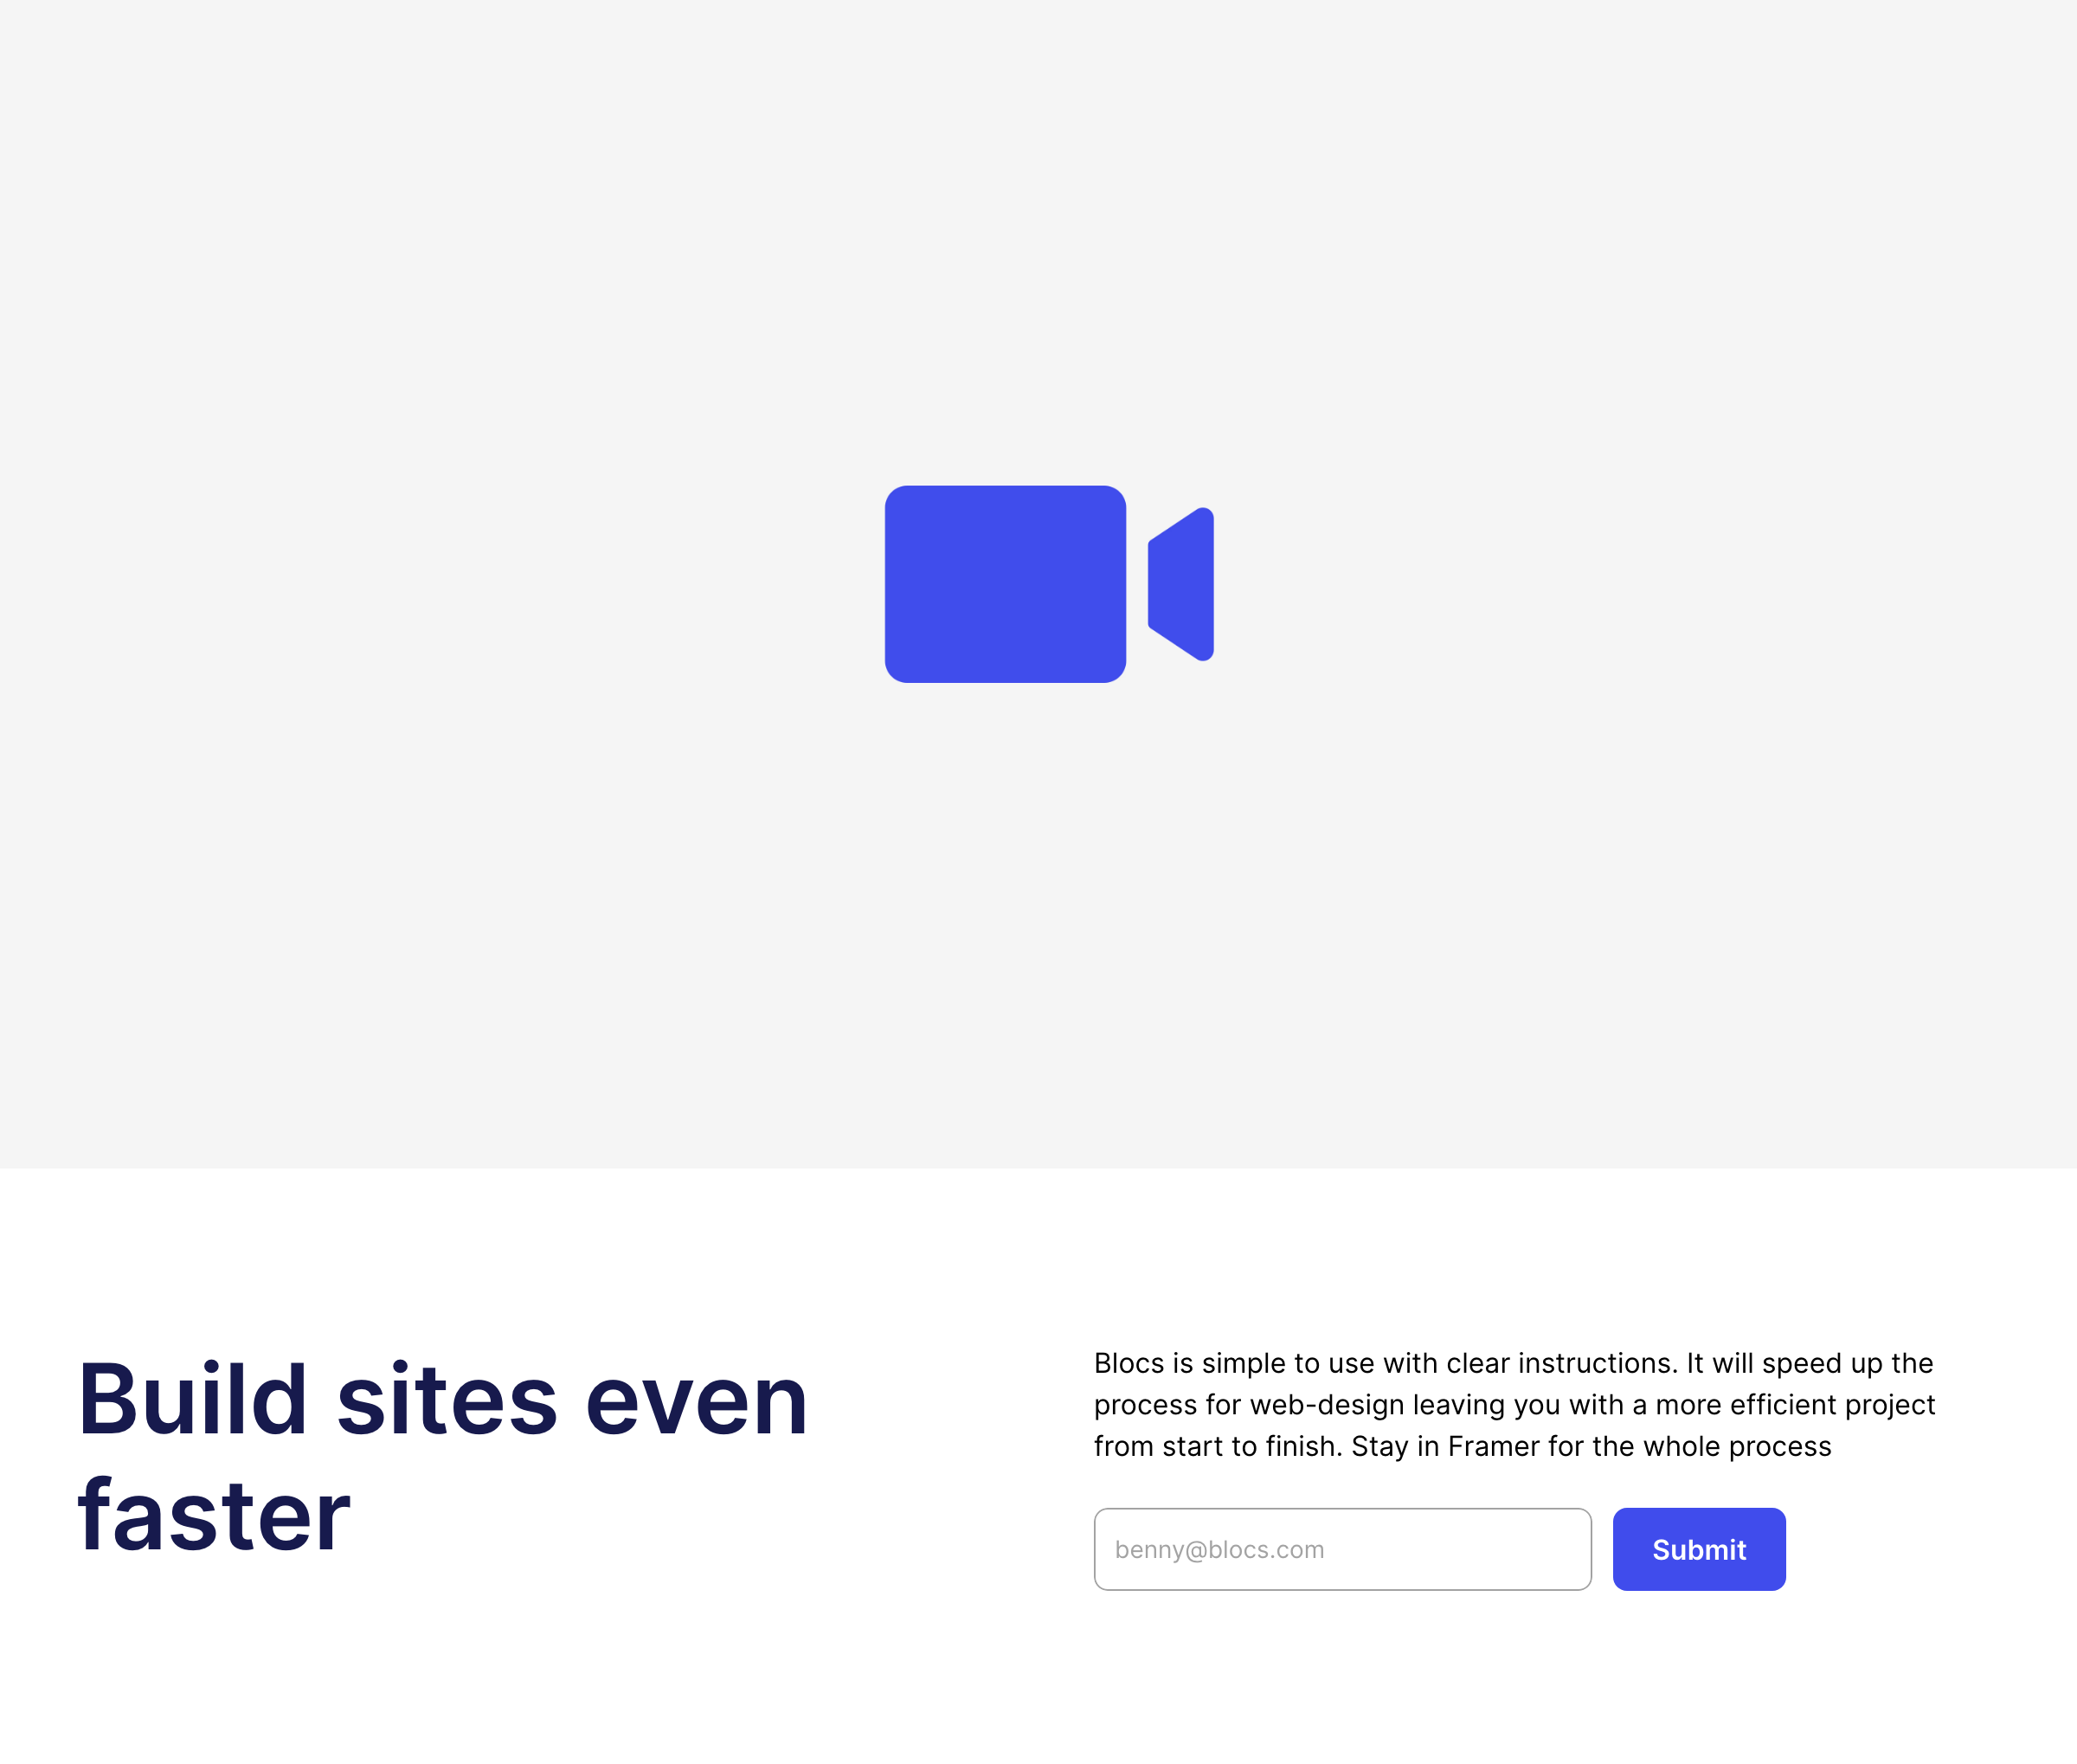 Build sites even
faster
Blocs is simple to use with clear instructions. It will speed up the
process for web-design leaving you with a more efficient project
from start to finish. Stay in Framer for the whole process
benny@blocs.com
Submit